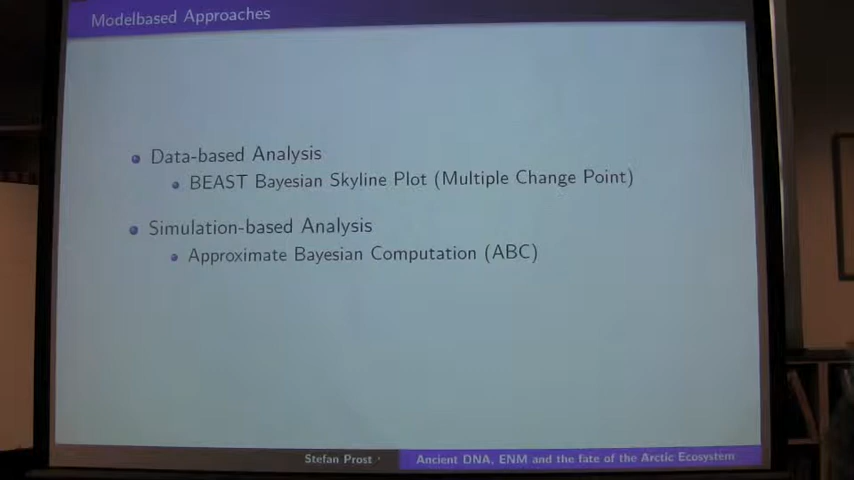 Modelbased Approaches
Data-based Analysis
BEAST Bayesian Skyline Plot (Multiple Change Point)
Simulation-based Analysis
Approximate Bayesian Computation (ABC)
Stefan Prost
Ancient DNA, ENM and the fate of the Arctic Ecosystem